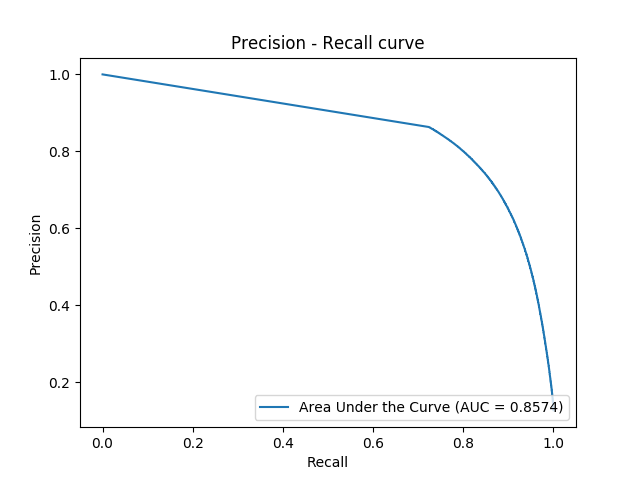 Precision - Recall curve
1.0
0.8
0.6
0.4
0.2
Precision
Area Under the Curve (AUC = 0.8574)
0.0 0.2 0.4 0.6 0.8 1.0
Recall